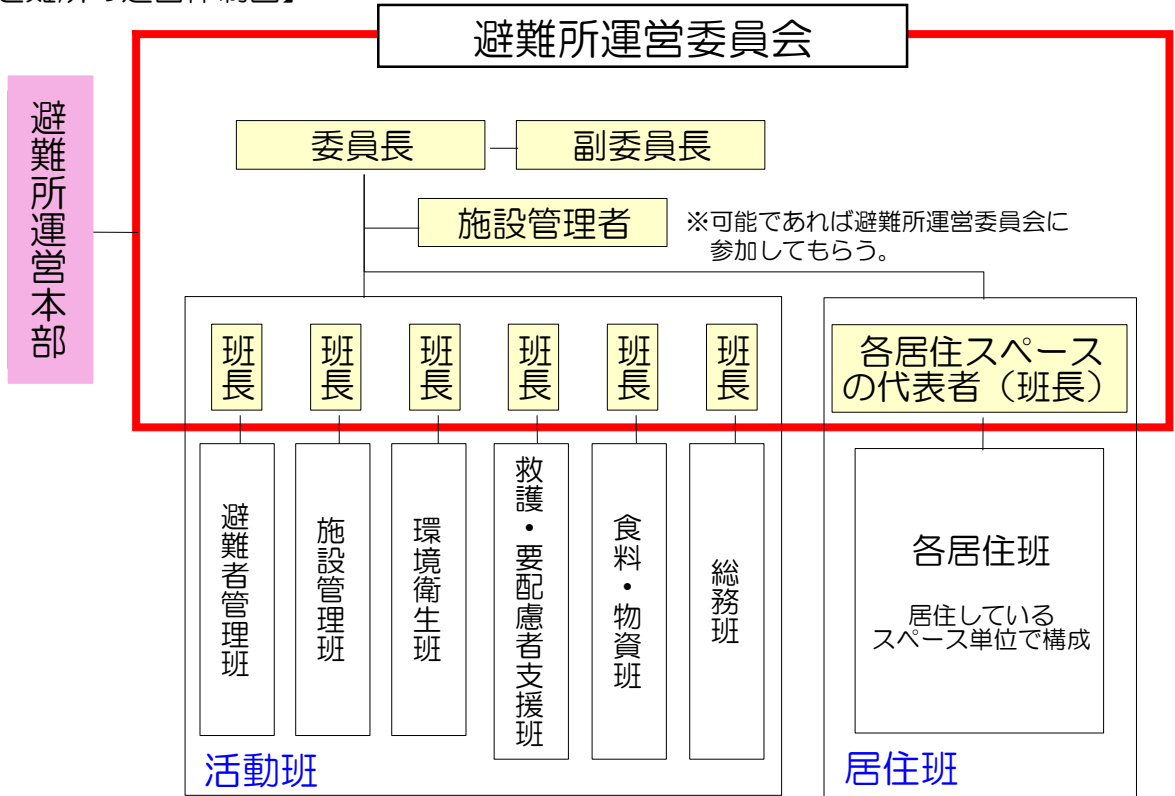 避難所運営委員会
避難所運営本部
委員長
副委員長
施設管理者
※可能であれば避難所運営委員会に
参加してもらう。
班長
班長
班長
班長
班長
班長
各居住スペース
の代表者（班長）
避難者管理班
施設管理班
環境衛生班
救護・要配慮者支援班
食料・物資班
総務班
各居住班
居住している
スペース単位で構成
活動班
居住班